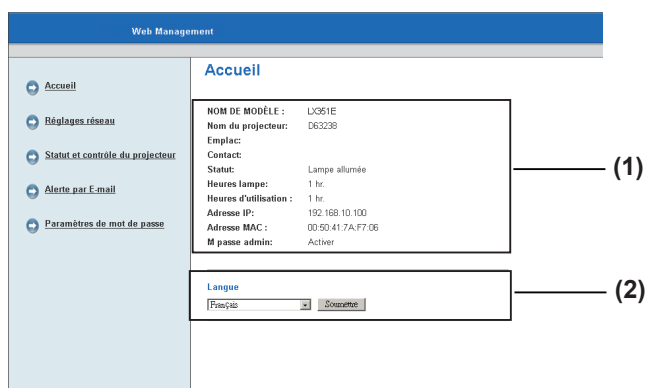 Web Management
Accueil
Réglages réseau
Statut et contrôle du projecteur
Alerte par E-mail
Paramètres de mot de passe
Accueil
NOM DE MODÈLE : LX351E
Nom du projecteur: D63238
Emplac:
Contact:
Statut: Lampe allumée
Heures lampe: 1 hr.
Heures d'utilisation : 1 hr.
Adresse IP: 192.168.10.100
Adresse MAC : 00:50:41:7A:F7:06
M passe admin: Activer
(1)
Langue
Français Soumettre
(2)